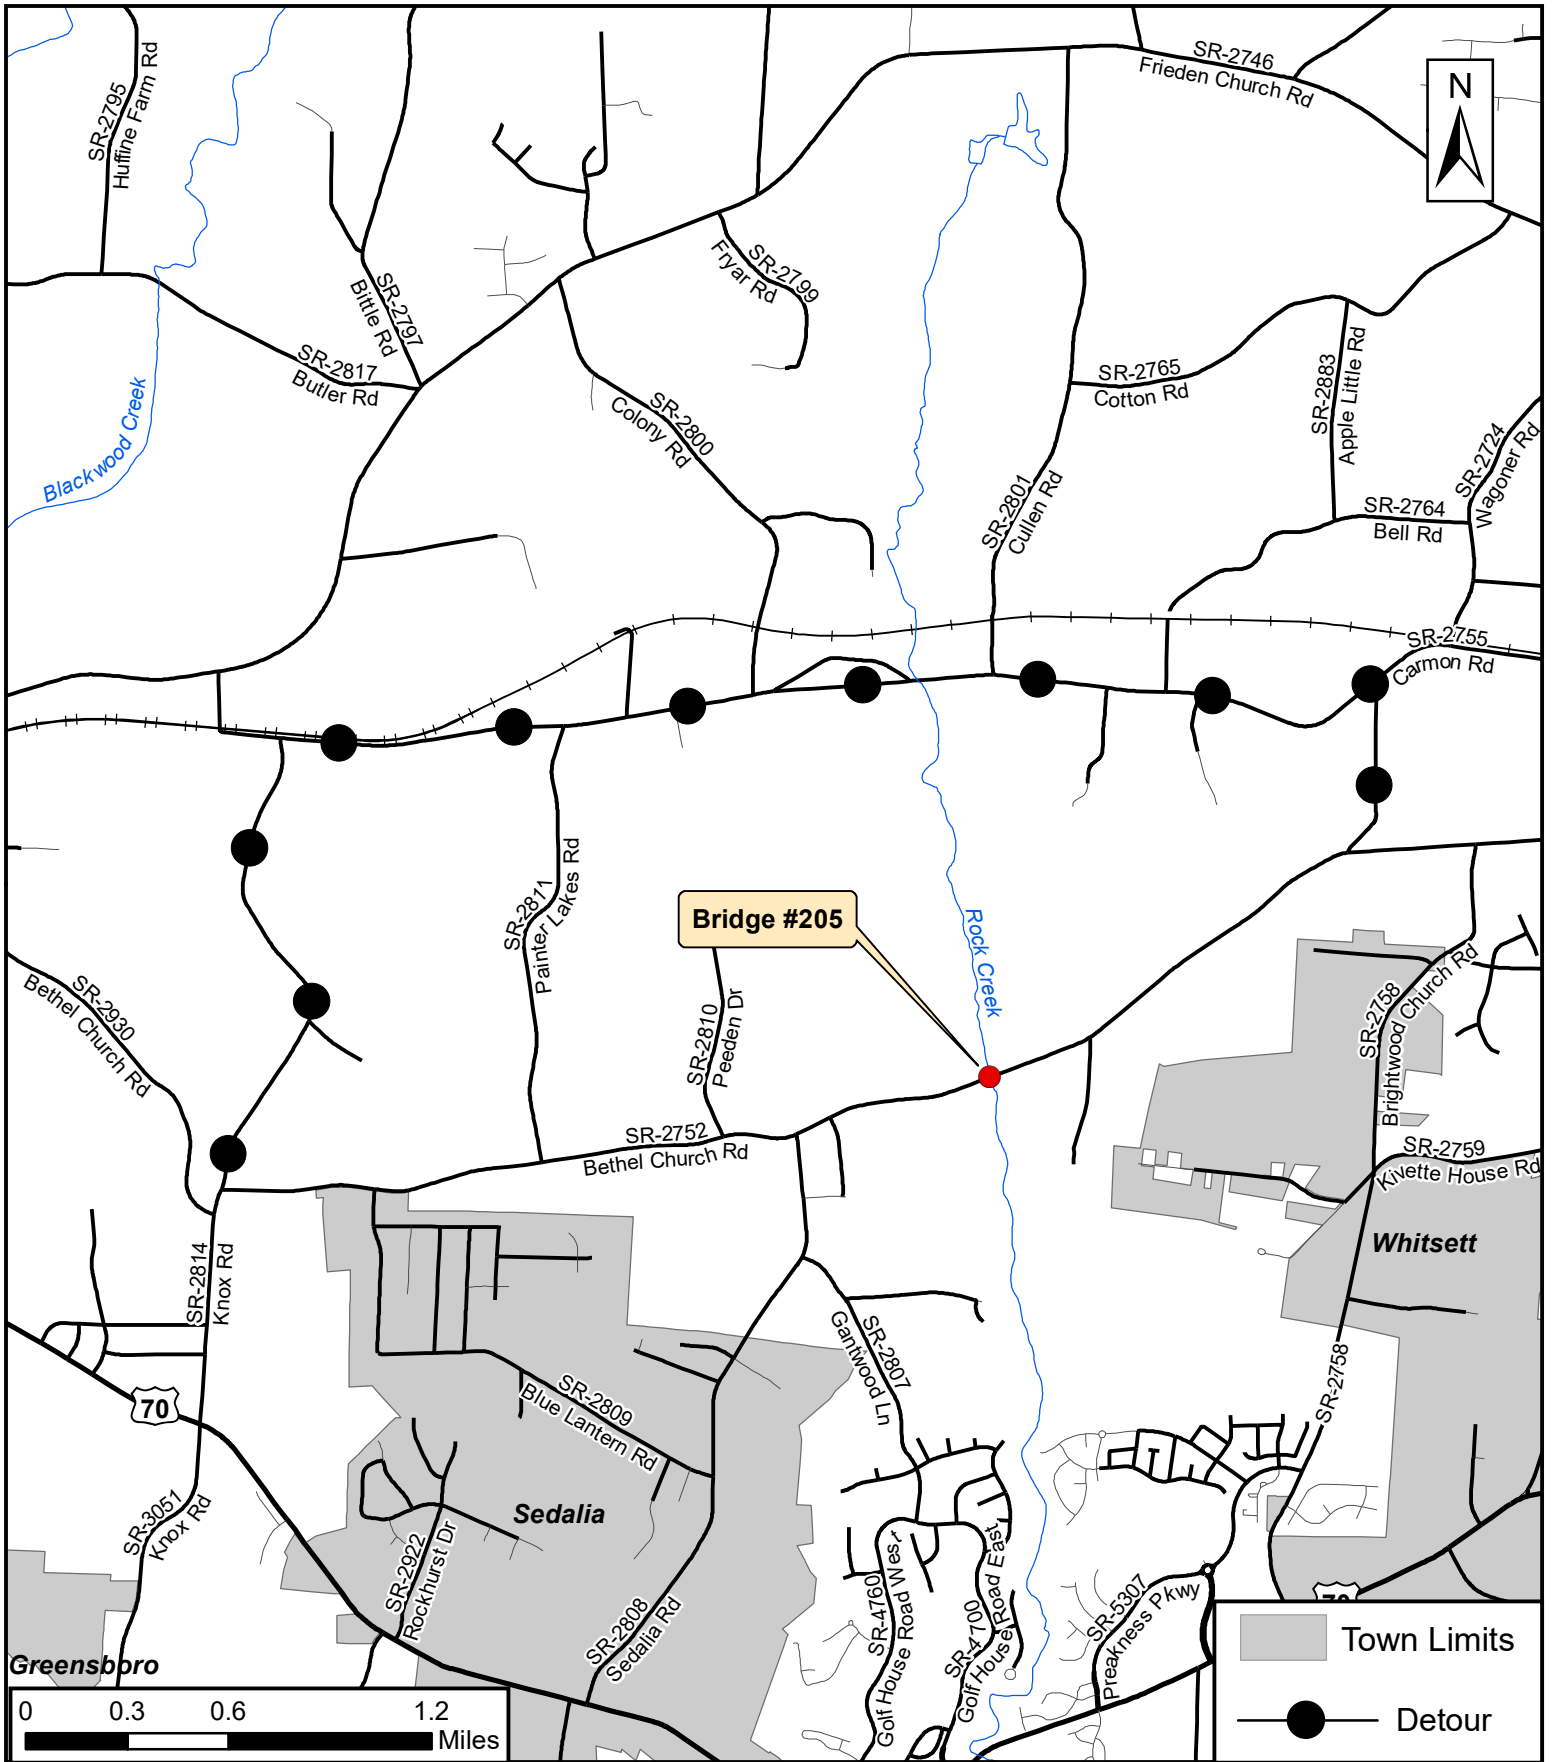 SR-2746
Frieden Church Rd
SR-2795
Huffine Farm Rd
N
SR-2799
Fryar Rd
SR-2797
Bittle Rd
SR-2817
Butler Rd
SR-2765
Cotton Rd
SR-2883
Apple Little Rd
Blackwood Creek
SR-2800
Colony Rd
SR-2724
Wagoner Rd
SR-2801
Cullen Rd
SR-2764
Bell Rd
SR-2755
Carmon Rd
SR-2811
Painter Lakes Rd
Bridge #205
Rock Creek
SR-2930
Bethel Church Rd
SR-2810
Peeden Dr
SR-2758
Brightwood Church Rd
SR-2752
Bethel Church Rd
SR-2759
Kivette House Rd
Whitsett
SR-2814
Knox Rd
SR-2807
Gantwood Ln
SR-2758
70
SR-2809
Blue Lantern Rd
Sedalia
SR-3051
Knox Rd
SR-2922
Rockhurst Dr
SR-2808
Sedalia Rd
SR-4760
Golf House Road West
SR-4700
Golf House Road East
SR-5307
Preakness Pkwy
70
Greensboro
0 0.3 0.6 1.2
Miles
Town Limits
Detour